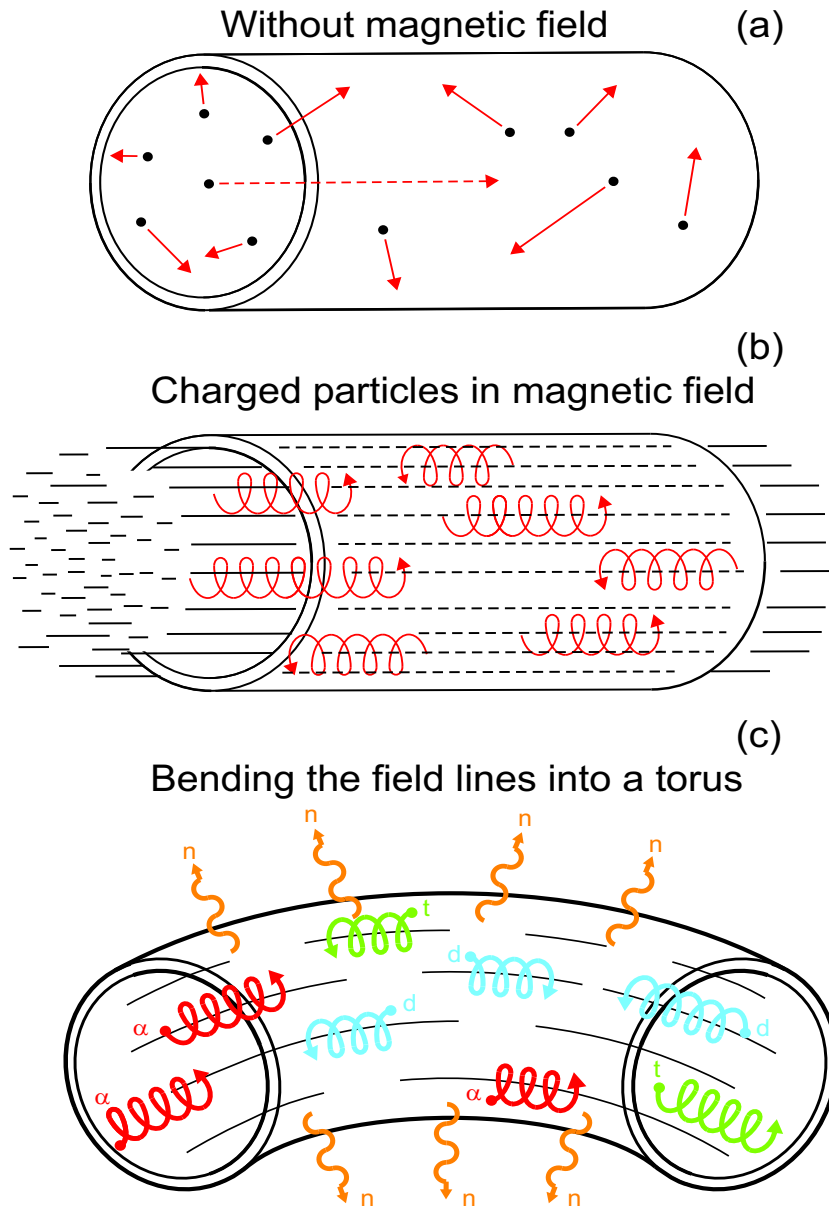 Without magnetic field
(a)
(b)
Charged particles in magnetic field
(c)
Bending the field lines into a torus
n
n
n
n
t
d
d
α
d
t
α
α
n
n
n